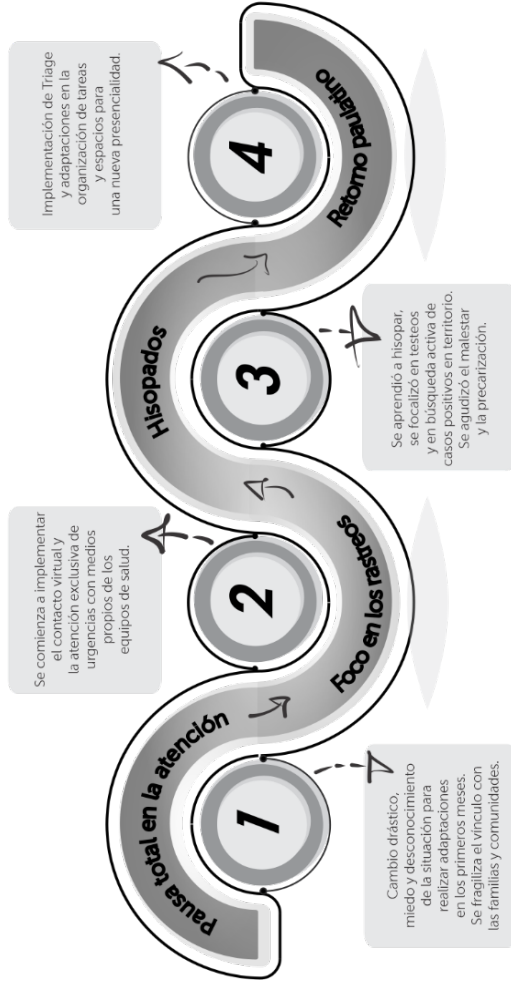 Pausa total en la atención
1
Cambio drástico,
miedo y desconocimiento
de la situación para
realizar adaptaciones
en los primeros meses.
Se fragiliza el vínculo con
las familias y comunidades.
Foco en los rastreos
2
Se comienza a implementar
el contacto virtual y
la atención exclusiva de
urgencias con medios
propios de los
equipos de salud.
Hisopados
3
Se aprendió a hisopar,
se focalizó en testeos
y en búsqueda activa de
casos positivos en territorio.
Se agudizó el malestar
y la precarización.
Retorno paulatino
4
Implementación de Triage
y adaptaciones en la
organización de tareas
y espacios para
una nueva presencialidad.